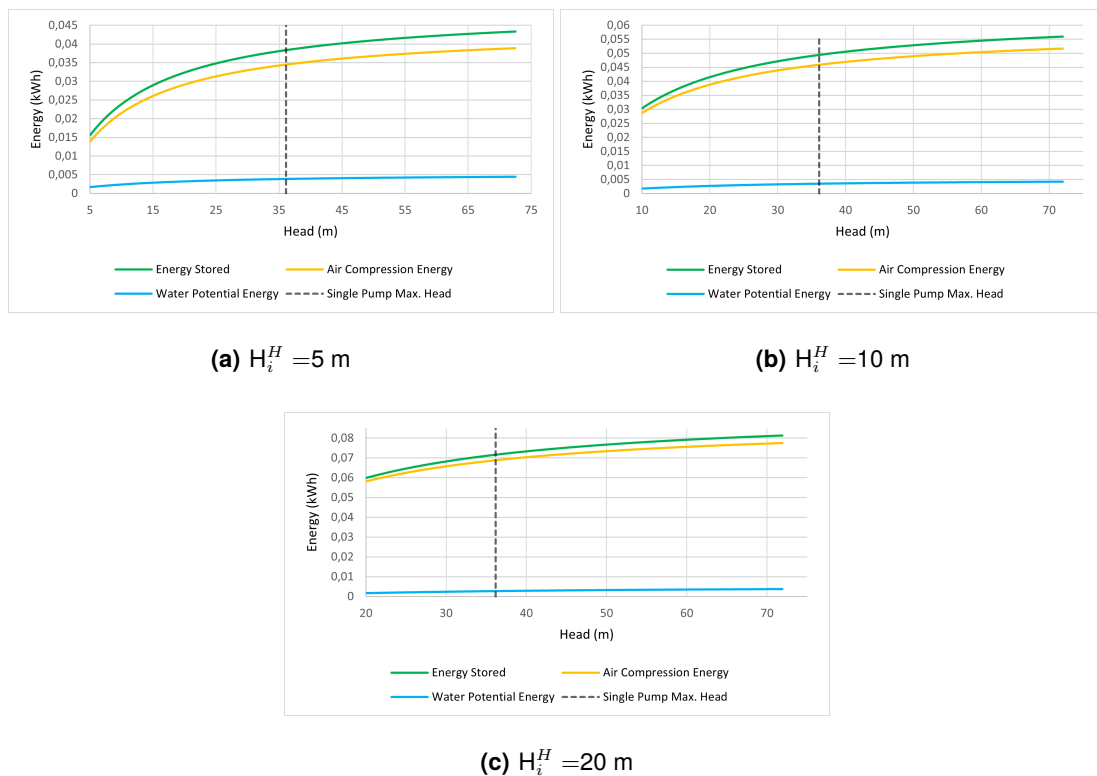 0,045
0,04
0,035
0,03
0,025
0,02
0,015
0,01
0,005
0
Energy (kWh)
5 15 25 35 45 55 65 75
Head (m)
Energy Stored Air Compression Energy
Water Potential Energy Single Pump Max. Head
(a) H_i^H =5 m
0,06
0,055
0,05
0,045
0,04
0,035
0,03
0,025
0,02
0,015
0,01
0,005
0
Energy (kWh)
10 20 30 40 50 60 70
Head (m)
Energy Stored Air Compression Energy
Water Potential Energy Single Pump Max. Head
(b) H_i^H =10 m
0,08
0,07
0,06
0,05
0,04
0,03
0,02
0,01
0
Energy (kWh)
20 30 40 50 60 70
Head (m)
Energy Stored Air Compression Energy
Water Potential Energy Single Pump Max. Head
(c) H_i^H =20 m